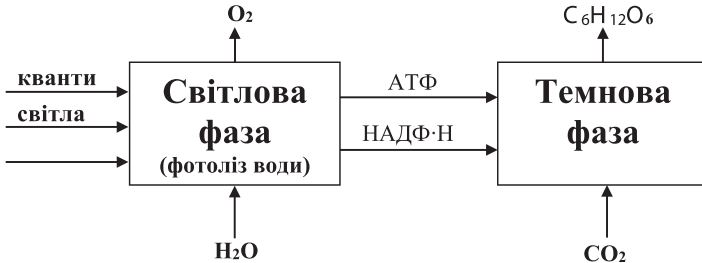 O₂
C₆H₁₂O₆
кванти
світла
Світлова
фаза
(фотоліз води)
АТФ
НАДФ·Н
Темнова
фаза
H₂O
CO₂